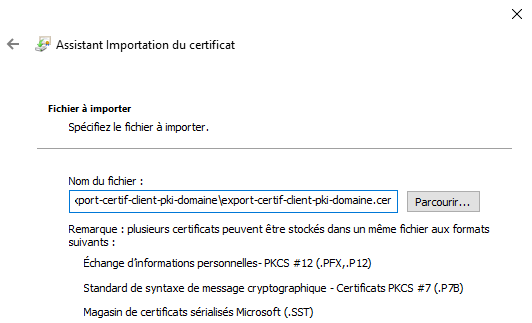 Assistant Importation du certificat
Fichier à importer
Spécifiez le fichier à importer.
Nom du fichier :
xport-certif-client-pki-domaine\export-certif-client-pki-domaine.cer
Parcourir...
Remarque : plusieurs certificats peuvent être stockés dans un même fichier aux formats
suivants :
Échange d'informations personnelles- PKCS #12 (.PFX,.P12)
Standard de syntaxe de message cryptographique - Certificats PKCS #7 (.P7B)
Magasin de certificats sérialisés Microsoft (.SST)